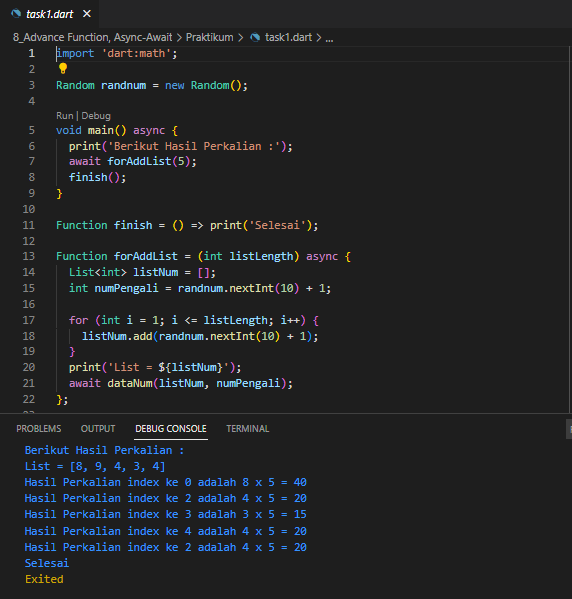 task1.dart ×
8_Advance Function, Async-Await > Praktikum > task1.dart > ...
1 import 'dart:math';
2
3 Random randnum = new Random();
4
Run | Debug
5 void main() async {
6 print('Berikut Hasil Perkalian :');
7 await forAddList(5);
8 finish();
9 }
10
11 Function finish = () => print('Selesai');
12
13 Function forAddList = (int listLength) async {
14 List<int> listNum = [];
15 int numPengali = randnum.nextInt(10) + 1;
16
17 for (int i = 1; i <= listLength; i++) {
18 listNum.add(randnum.nextInt(10) + 1);
19 }
20 print('List = ${listNum}');
21 await dataNum(listNum, numPengali);
22 };
PROBLEMS OUTPUT DEBUG CONSOLE TERMINAL
Berikut Hasil Perkalian :
List = [8, 9, 4, 3, 4]
Hasil Perkalian index ke 0 adalah 8 x 5 = 40
Hasil Perkalian index ke 2 adalah 4 x 5 = 20
Hasil Perkalian index ke 3 adalah 3 x 5 = 15
Hasil Perkalian index ke 4 adalah 4 x 5 = 20
Hasil Perkalian index ke 2 adalah 4 x 5 = 20
Selesai
Exited